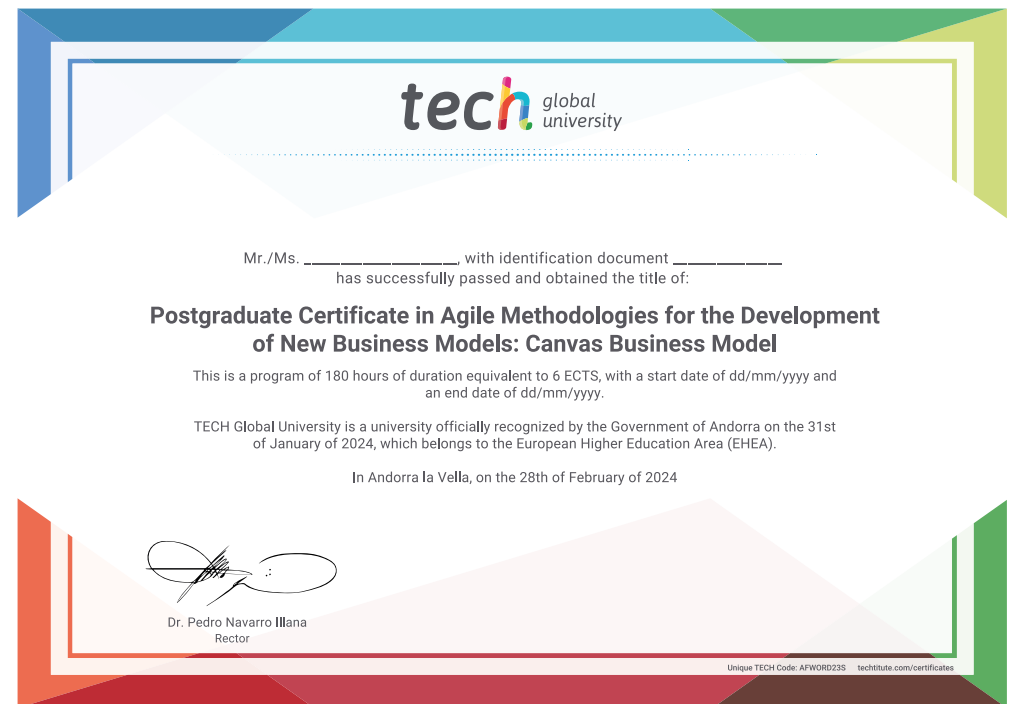 tech global university
Mr./Ms. ____________________, with identification document ______________
has successfully passed and obtained the title of:
Postgraduate Certificate in Agile Methodologies for the Development
of New Business Models: Canvas Business Model
This is a program of 180 hours of duration equivalent to 6 ECTS, with a start date of dd/mm/yyyy and
an end date of dd/mm/yyyy.
TECH Global University is a university officially recognized by the Government of Andorra on the 31st
of January of 2024, which belongs to the European Higher Education Area (EHEA).
In Andorra la Vella, on the 28th of February of 2024
Dr. Pedro Navarro Illana
Rector
Unique TECH Code: AFWORD23S techtitute.com/certificates